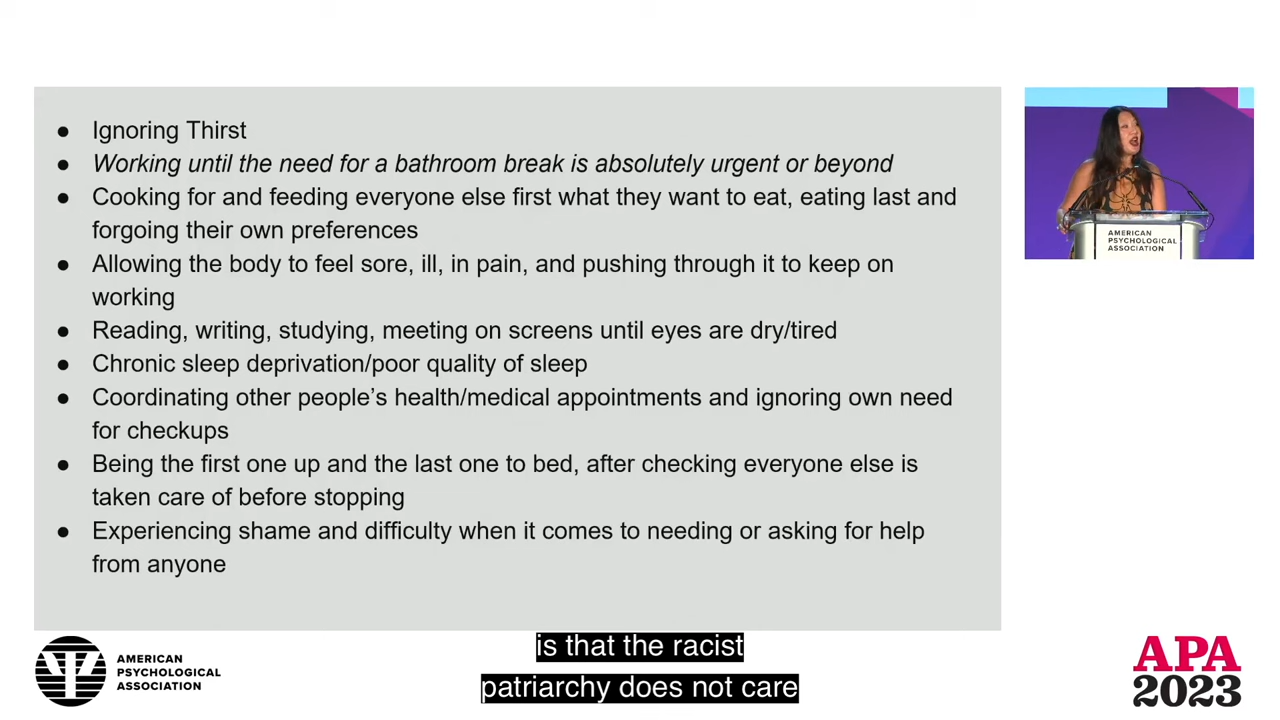 ● Ignoring Thirst
● Working until the need for a bathroom break is absolutely urgent or beyond
● Cooking for and feeding everyone else first what they want to eat, eating last and
forgoing their own preferences
● Allowing the body to feel sore, ill, in pain, and pushing through it to keep on
working
● Reading, writing, studying, meeting on screens until eyes are dry/tired
● Chronic sleep deprivation/poor quality of sleep
● Coordinating other people’s health/medical appointments and ignoring own need
for checkups
● Being the first one up and the last one to bed, after checking everyone else is
taken care of before stopping
● Experiencing shame and difficulty when it comes to needing or asking for help
from anyone
AMERICAN
PSYCHOLOGICAL
ASSOCIATION
is that the racist
patriarchy does not care
AMERICAN
PSYCHOLOGICAL
ASSOCIATION
APA
2023